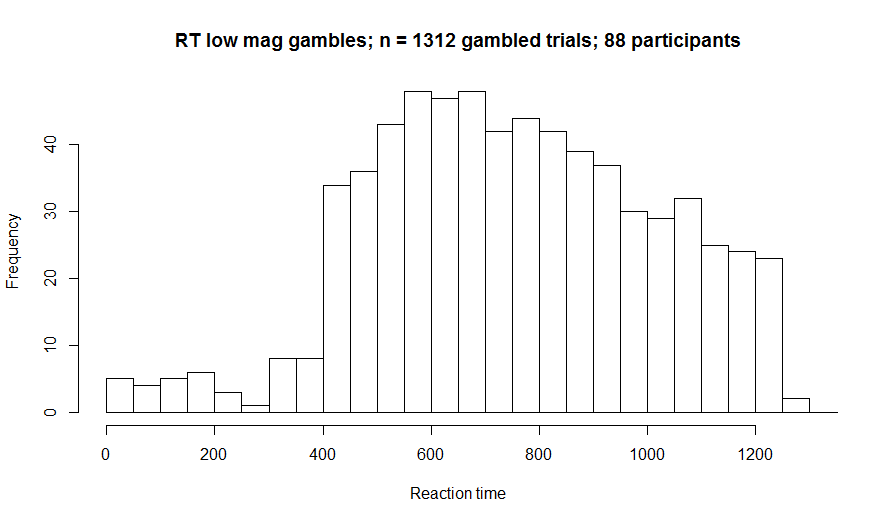 RT low mag gambles; n = 1312 gambled trials; 88 participants
Frequency
40
30
20
10
0
0 200 400 600 800 1000 1200
Reaction time